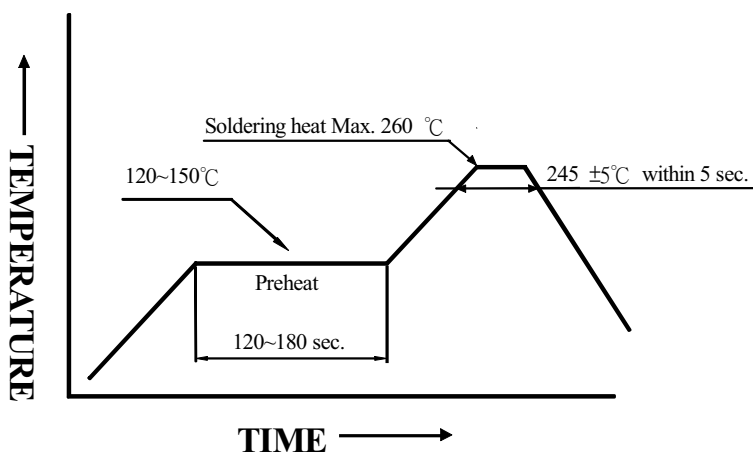 Soldering heat Max. 260 ℃
245 ±5℃ within 5 sec.
120~150℃
Preheat
120~180 sec.
TEMPERATURE
TIME